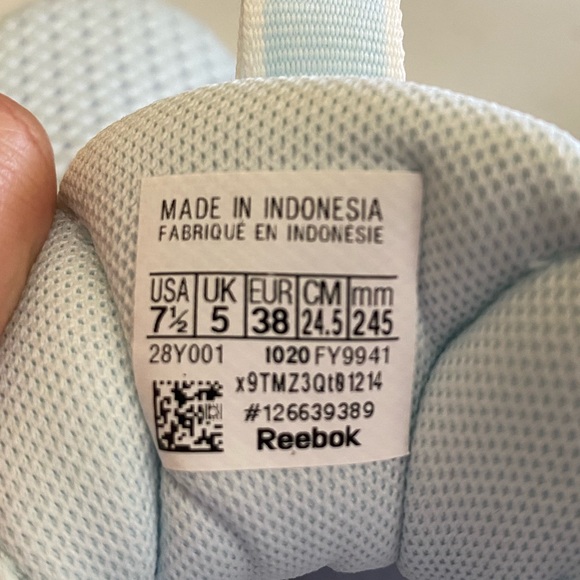 MADE IN INDONESIA
FABRIQUÉ EN INDONÉSIE
USA UK EUR CM mm
7½ 5 38 24.5 245
28Y001 1020 FY9941
x9TMZ3Qt01214
#126639389
Reebok